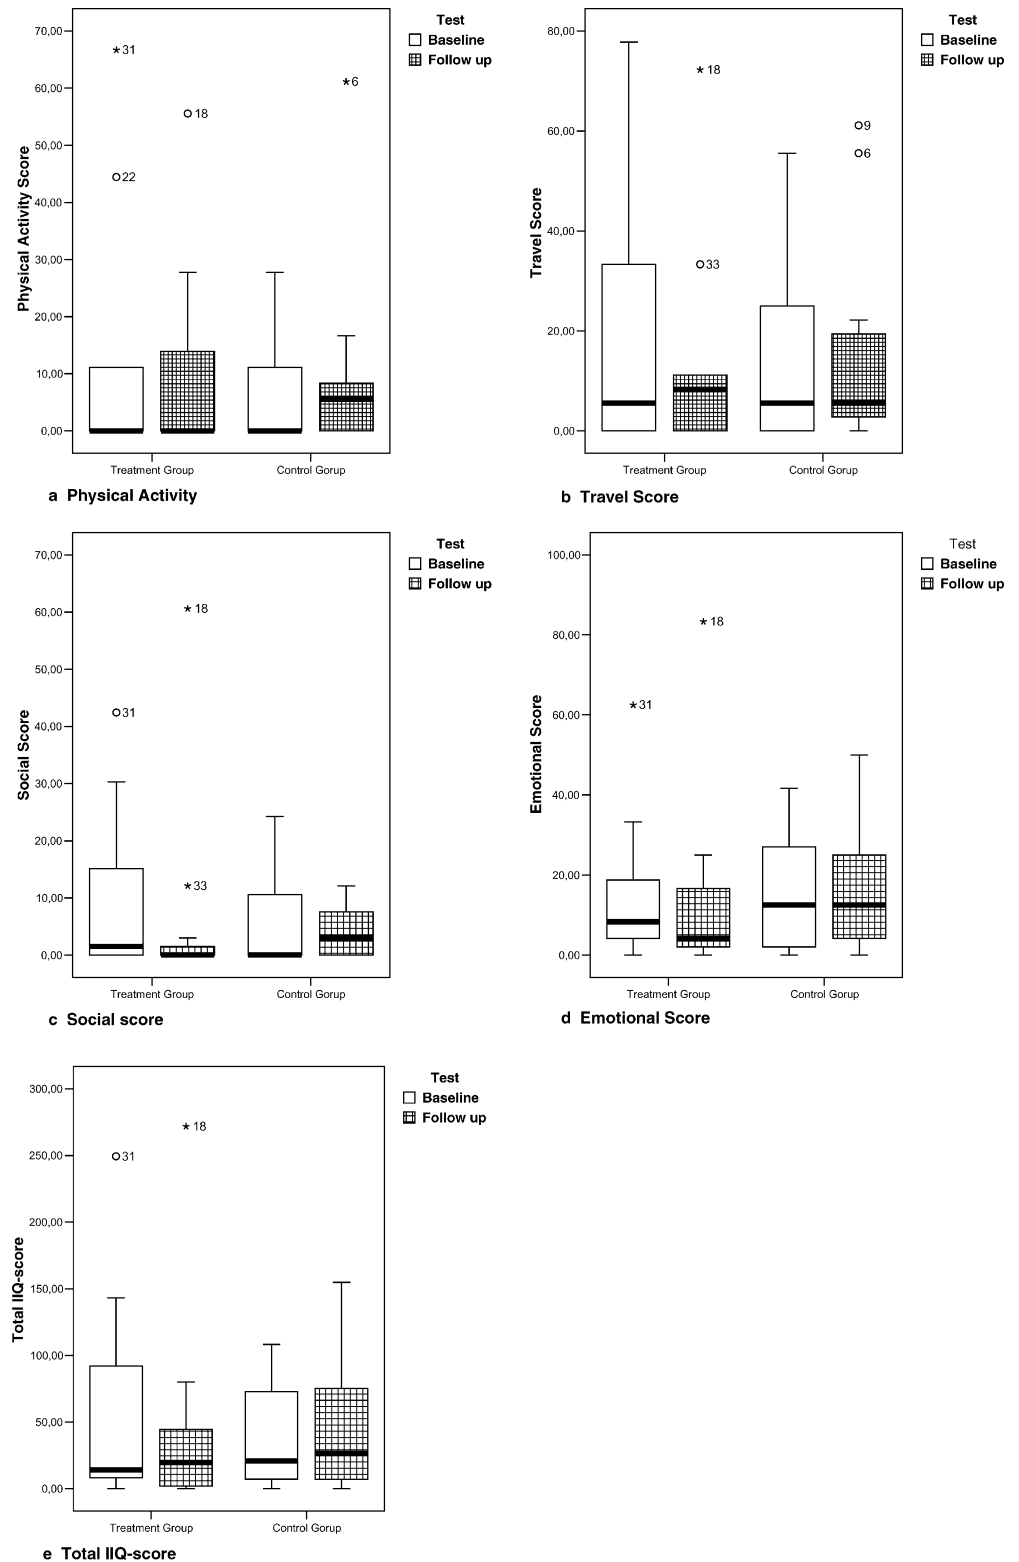 Physical Activity Score
70,00
60,00
50,00
40,00
30,00
20,00
10,00
0,00
*31
22
18
*6
Treatment Group
Control Gorup
Test
Baseline
Follow up
a Physical Activity
Travel Score
80,00
60,00
40,00
20,00
0,00
*18
33
9
6
Treatment Group
Control Gorup
Test
Baseline
Follow up
b Travel Score
Social Score
70,00
60,00
50,00
40,00
30,00
20,00
10,00
0,00
31
*18
*33
Treatment Group
Control Gorup
Test
Baseline
Follow up
c Social score
Emotional Score
100,00
80,00
60,00
40,00
20,00
0,00
*31
*18
Treatment Group
Control Gorup
Test
Baseline
Follow up
d Emotional Score
Total IIQ-score
300,00
250,00
200,00
150,00
100,00
50,00
0,00
31
*18
Treatment Group
Control Gorup
Test
Baseline
Follow up
e Total IIQ-score